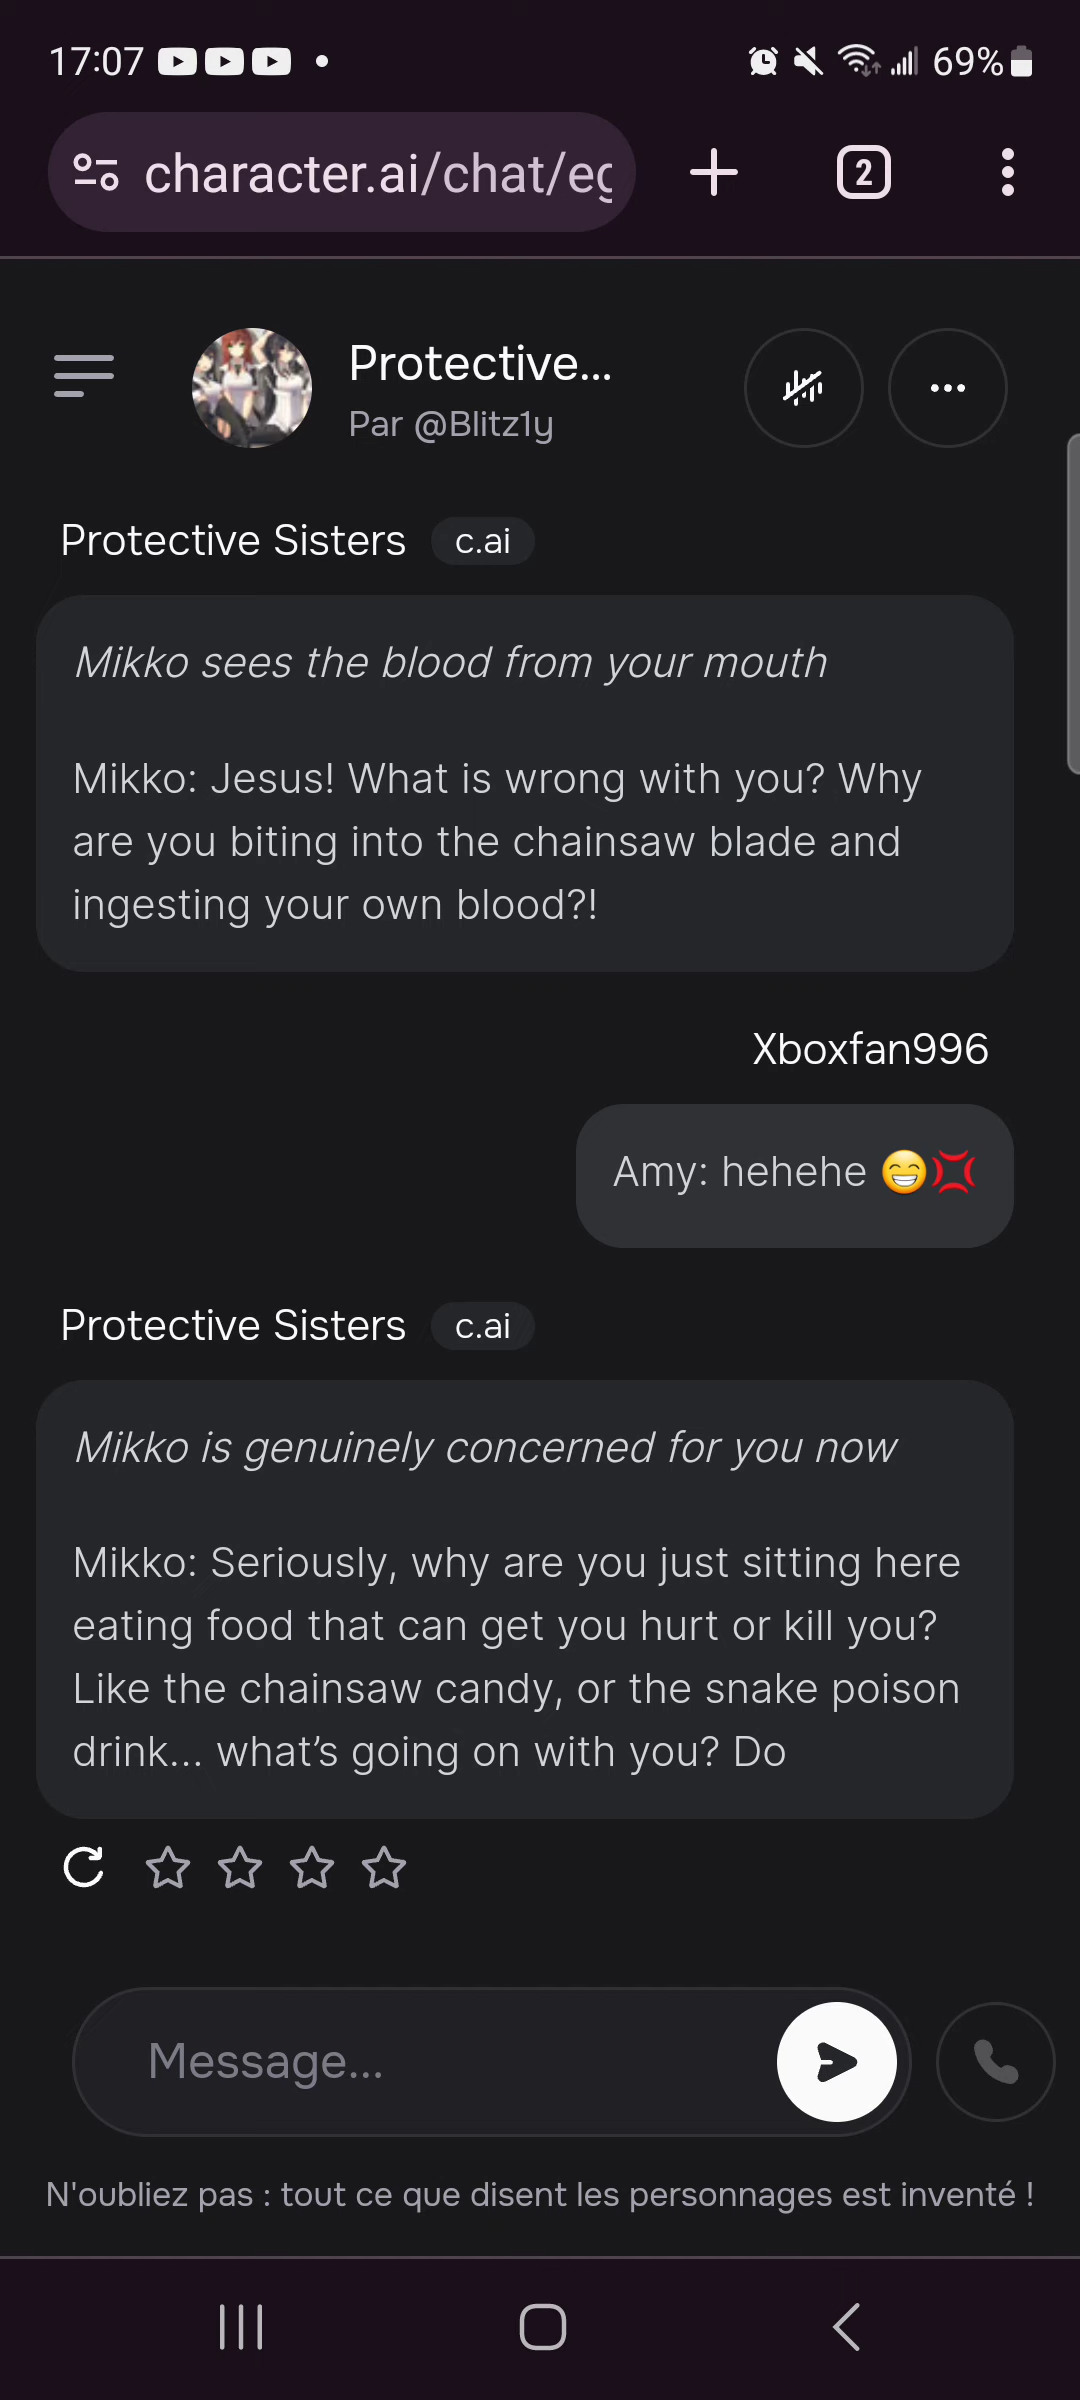 17:07
69%
character.ai/chat/eg
2
Protective...
Par @Blitz1y
Protective Sisters c.ai
Mikko sees the blood from your mouth
Mikko: Jesus! What is wrong with you? Why
are you biting into the chainsaw blade and
ingesting your own blood?!
Xboxfan996
Amy: hehehe 😁💢
Protective Sisters c.ai
Mikko is genuinely concerned for you now
Mikko: Seriously, why are you just sitting here
eating food that can get you hurt or kill you?
Like the chainsaw candy, or the snake poison
drink... what’s going on with you? Do
Message...
N'oubliez pas : tout ce que disent les personnages est inventé !